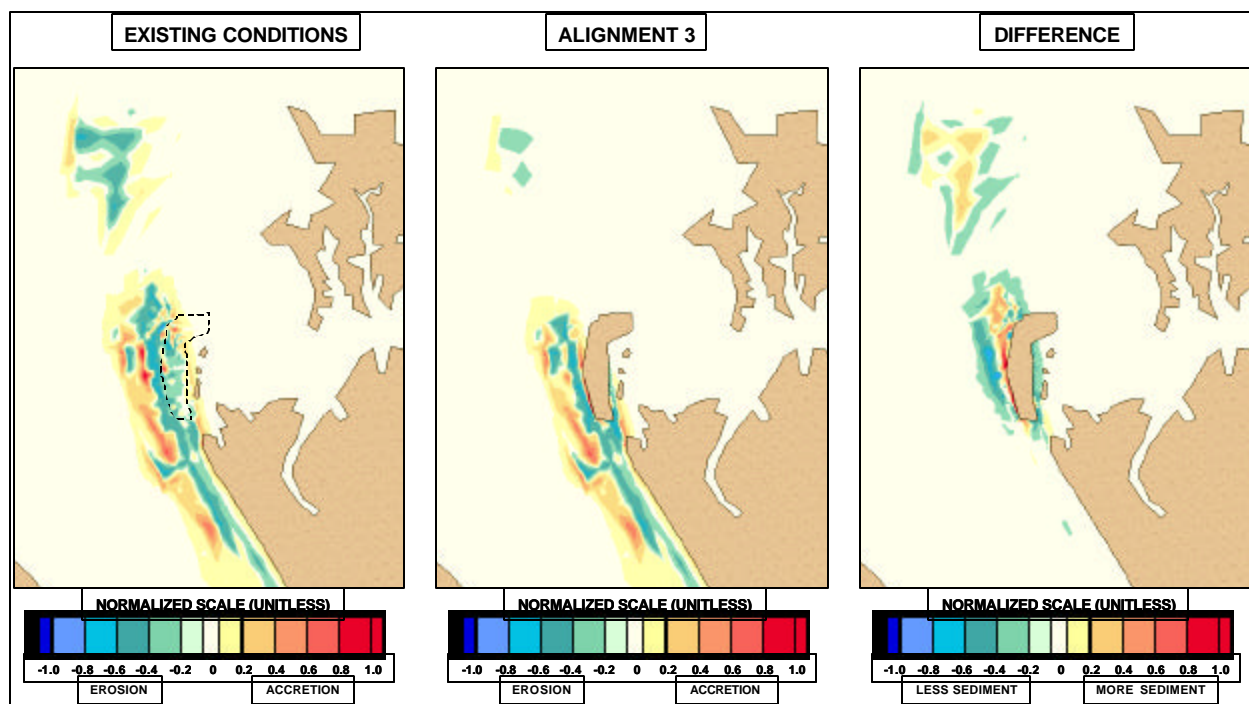 EXISTING CONDITIONS
ALIGNMENT 3
DIFFERENCE
NORMALIZED SCALE (UNITLESS)
-1.0 -0.8 -0.6 -0.4 -0.2 0 0.2 0.4 0.6 0.8 1.0
EROSION ACCRETION
NORMALIZED SCALE (UNITLESS)
-1.0 -0.8 -0.6 -0.4 -0.2 0 0.2 0.4 0.6 0.8 1.0
EROSION ACCRETION
NORMALIZED SCALE (UNITLESS)
-1.0 -0.8 -0.6 -0.4 -0.2 0 0.2 0.4 0.6 0.8 1.0
LESS SEDIMENT MORE SEDIMENT